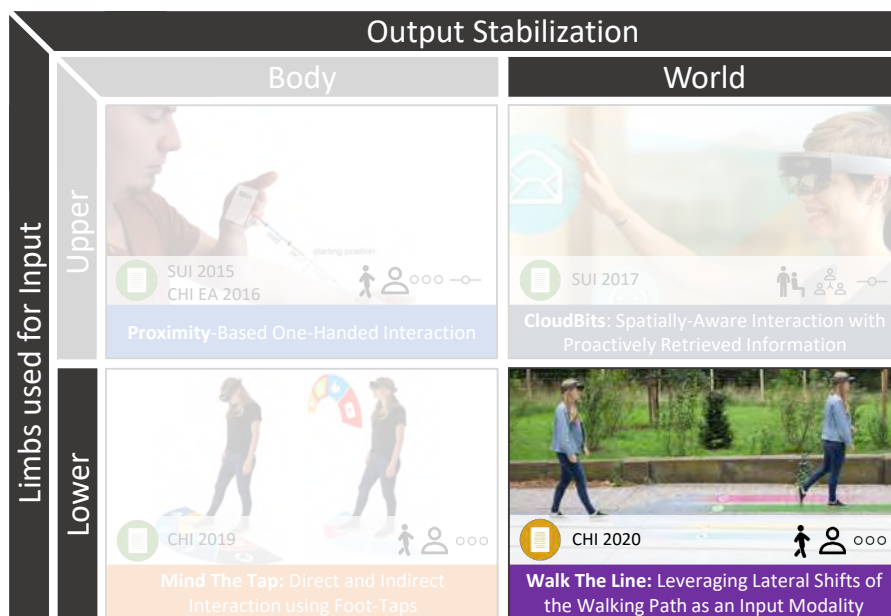 Output Stabilization
Body
World
Limbs used for Input
Upper
starting position
SUI 2015
CHI EA 2016
Proximity-Based One-Handed Interaction
SUI 2017
CloudBits: Spatially-Aware Interaction with
Proactively Retrieved Information
Lower
CHI 2019
Mind The Tap: Direct and Indirect
Interaction using Foot-Taps
CHI 2020
Walk The Line: Leveraging Lateral Shifts of
the Walking Path as an Input Modality